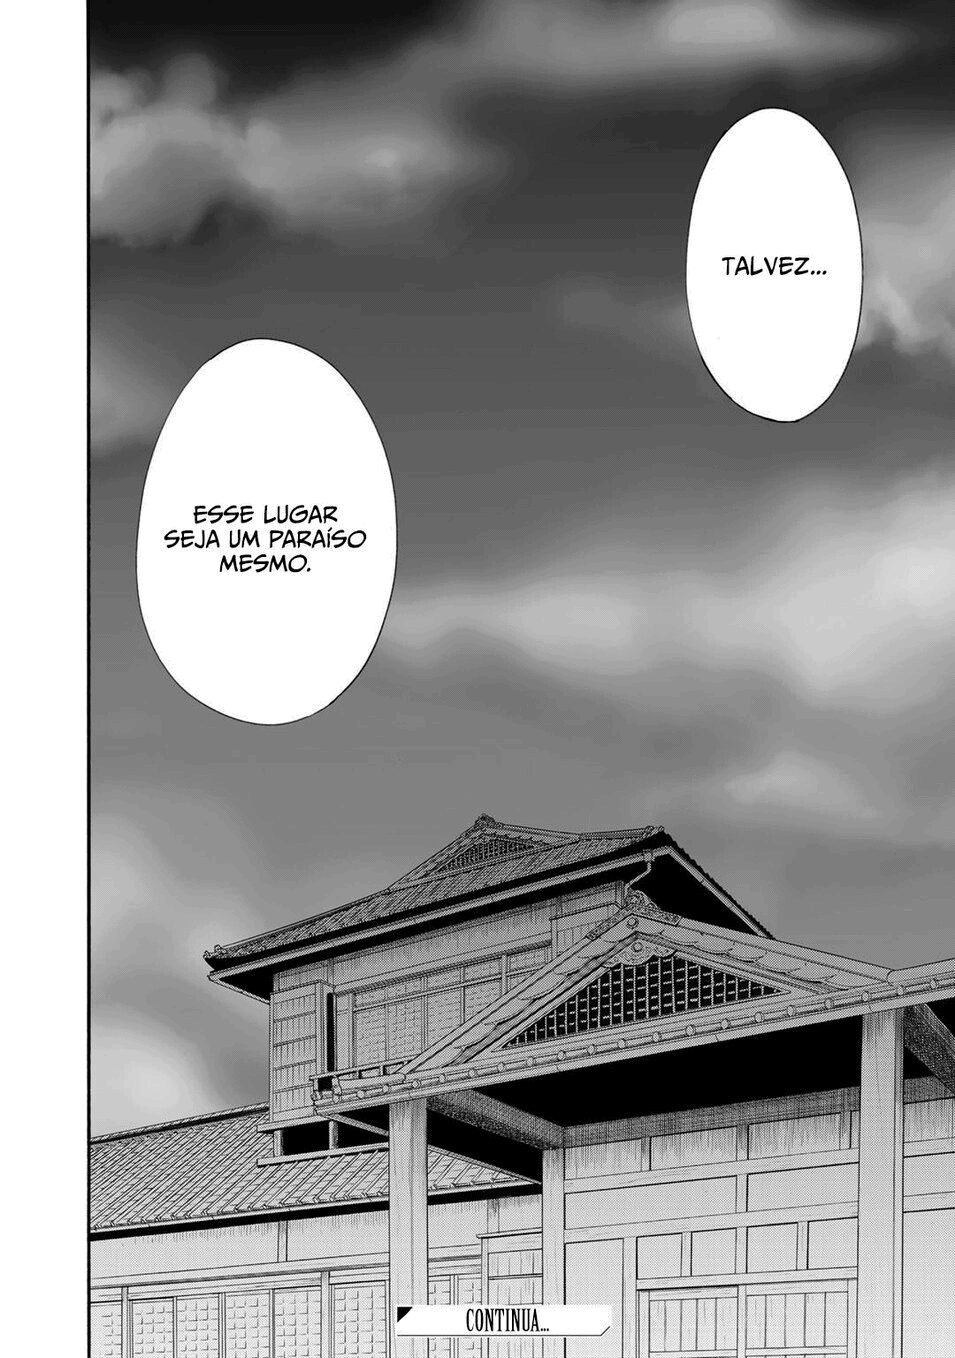 TALVEZ...
ESSE LUGAR
SEJA UM PARAÍSO
MESMO.
CONTINUA...